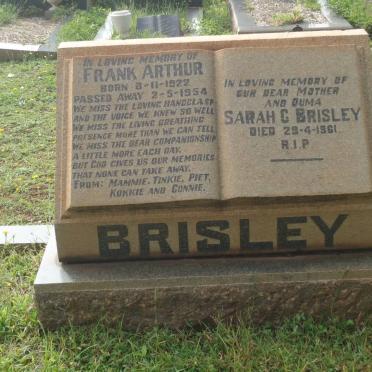 IN LOVING MEMORY OF
FRANK ARTHUR
BORN 8-11-1922
PASSED AWAY 2-5-1954
WE MISS THE LOVING HANDCLASP
AND THE VOICE WE KNEW SO WELL
WE MISS THE LIVING BREATHING
PRESENCE MORE THAN WE CAN TELL
WE MISS THE DEAR COMPANIONSHIP
A LITTLE MORE EACH DAY.
BUT GOD GIVES US OUR MEMORIES
THAT NONE CAN TAKE AWAY.
FROM: MAMMIE, TINKIE, PIET,
KOKKIE AND CONNIE.
IN LOVING MEMORY OF
OUR DEAR MOTHER
AND OUMA
SARAH C BRISLEY
DIED 29-4-1961.
R.I.P
BRISLEY